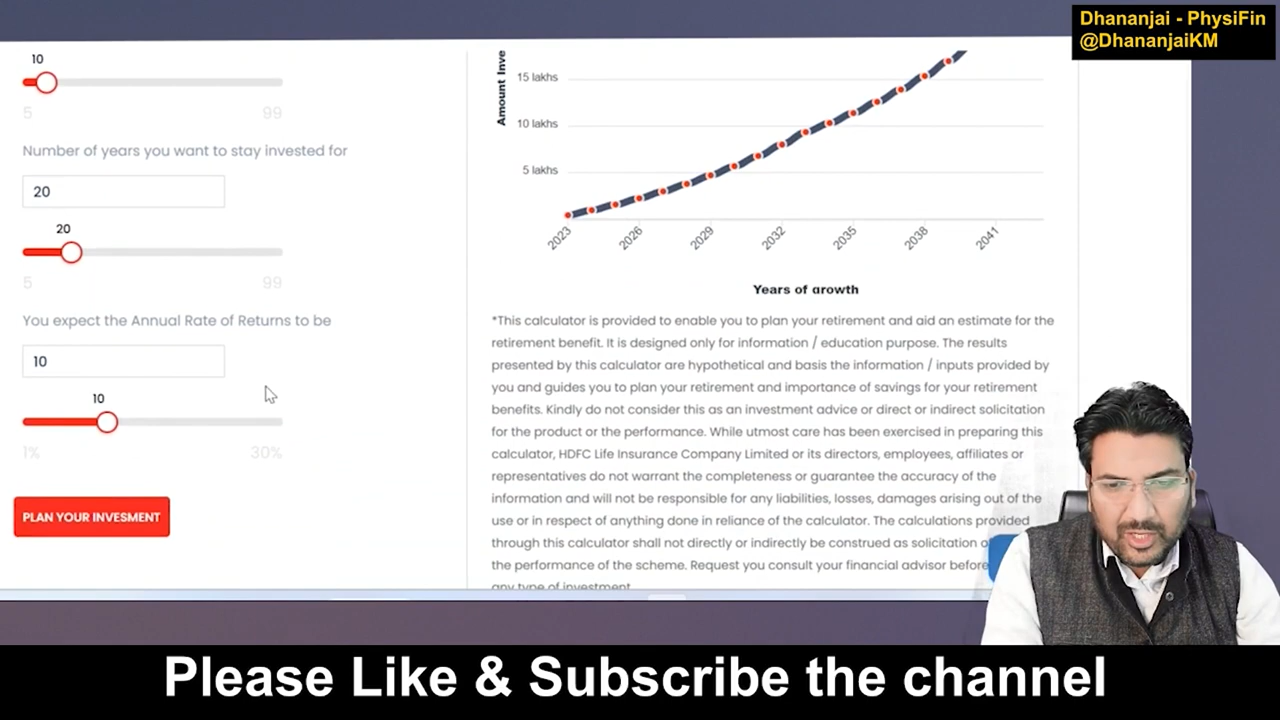 Dhananjai - PhysiFin
@DhananjaiKM
10
5 99
Number of years you want to stay invested for
20
20
5 99
You expect the Annual Rate of Returns to be
10
10
1% 30%
PLAN YOUR INVESMENT
Amount Inve
15 lakhs
10 lakhs
5 lakhs
2023 2026 2029 2032 2035 2038 2041
Years of growth
*This calculator is provided to enable you to plan your retirement and aid an estimate for the
retirement benefit. It is designed only for information / education purpose. The results
presented by this calculator are hypothetical and basis the information / inputs provided by
you and guides you to plan your retirement and importance of savings for your retirement
benefits. Kindly do not consider this as an investment advice or direct or indirect solicitation
for the product or the performance. While utmost care has been exercised in preparing this
calculator, HDFC Life Insurance Company Limited or its directors, employees, affiliates or
representatives do not warrant the completeness or guarantee the accuracy of the
information and will not be responsible for any liabilities, losses, damages arising out of the
use or in respect of anything done in reliance of the calculator. The calculations provided
through this calculator shall not directly or indirectly be construed as solicitation
the performance of the scheme. Request you consult your financial advisor before
any type of investment
Please Like & Subscribe the channel